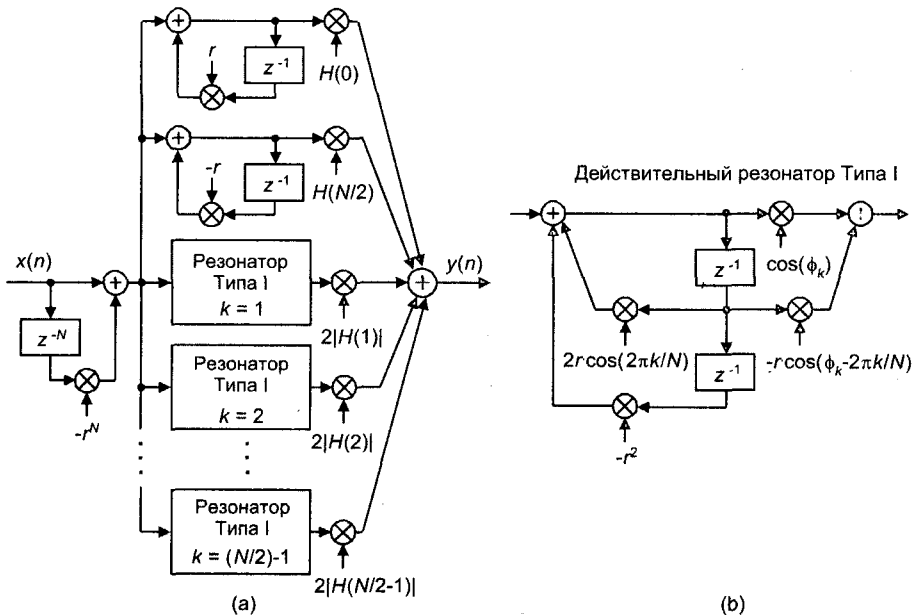 r
z⁻¹
H(0)
-r
z⁻¹
H(N/2)
x(n)
z⁻ᴺ
-rᴺ
Резонатор
Типа I
k = 1
2|H(1)|
Резонатор
Типа I
k = 2
2|H(2)|
Резонатор
Типа I
k = (N/2)-1
2|H(N/2-1)|
y(n)
(a)
Действительный резонатор Типа I
z⁻¹
cos(ϕₖ)
2rcos(2πk/N)
z⁻¹
-rcos(ϕₖ-2πk/N)
-r²
(b)